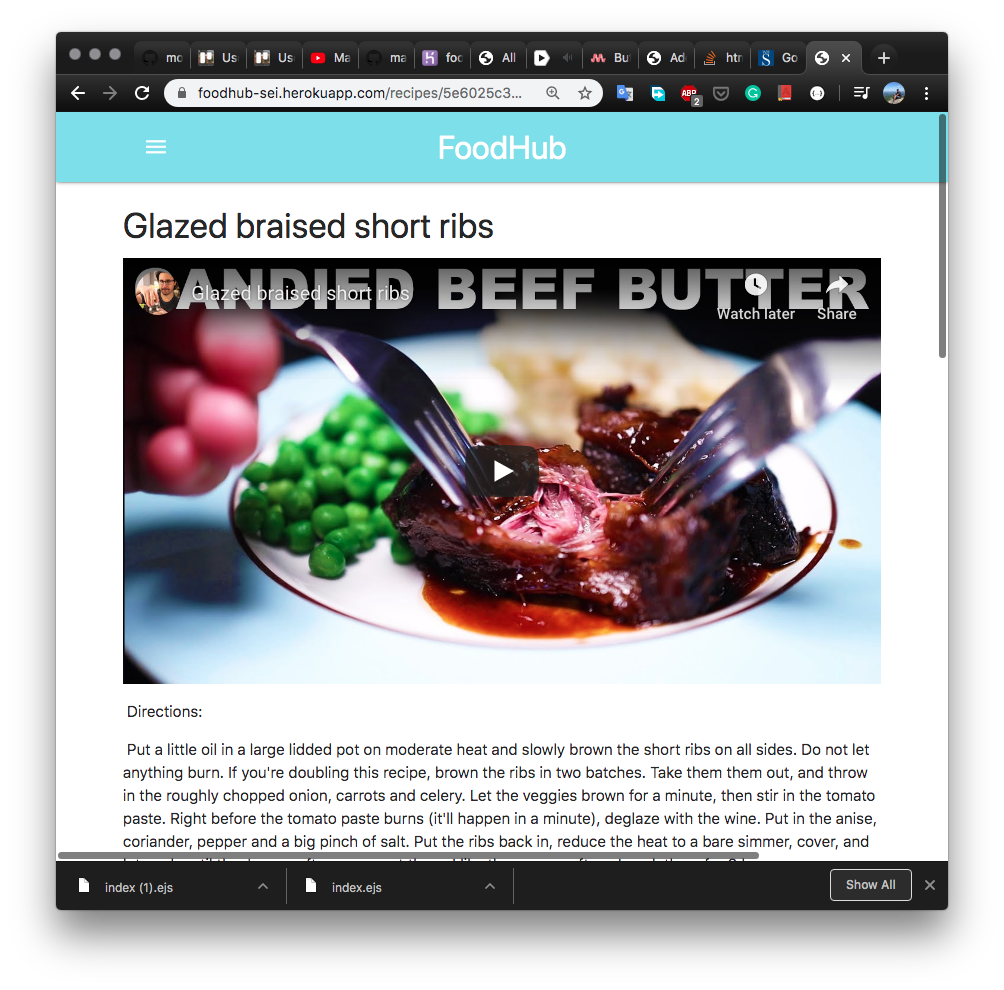 mc
Us
Us
Ma
ma
foc
All
Bu
Ad
htr
Go
foodhub-sei.herokuapp.com/recipes/5e6025c3...
ABD
2
FoodHub
Glazed braised short ribs
CANDIED BEEF BUTTER
Glazed braised short ribs
Watch later
Share
Directions:
Put a little oil in a large lidded pot on moderate heat and slowly brown the short ribs on all sides. Do not let
anything burn. If you're doubling this recipe, brown the ribs in two batches. Take them them out, and throw
in the roughly chopped onion, carrots and celery. Let the veggies brown for a minute, then stir in the tomato
paste. Right before the tomato paste burns (it'll happen in a minute), deglaze with the wine. Put in the anise,
coriander, pepper and a big pinch of salt. Put the ribs back in, reduce the heat to a bare simmer, cover, and
index (1).ejs
index.ejs
Show All